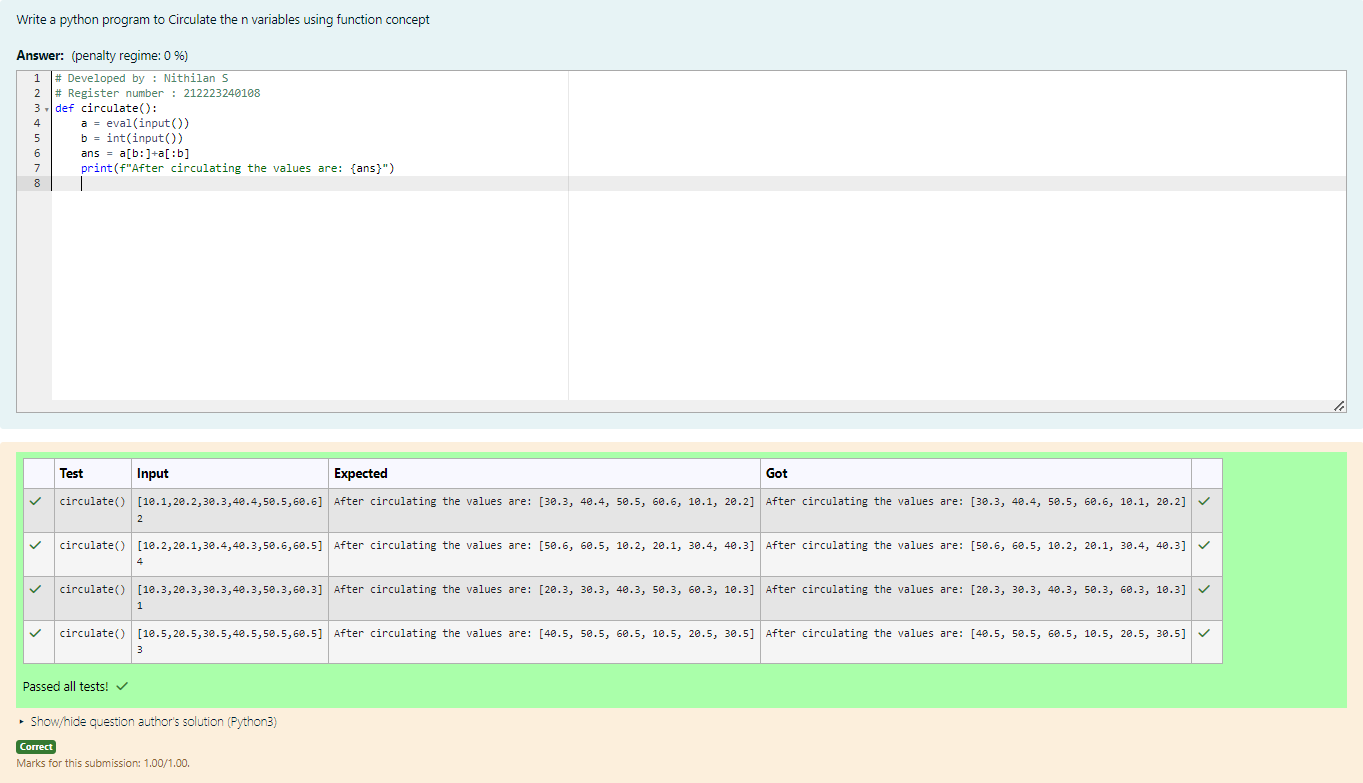 Write a python program to Circulate the n variables using function concept
Answer: (penalty regime: 0 %)
1 # Developed by : Nithilan S
2 # Register number : 212223240108
3 def circulate():
4 a = eval(input())
5 b = int(input())
6 ans = a[b:]+a[:b]
7 print(f"After circulating the values are: {ans}")
8
Test Input Expected Got
circulate() [10.1,20.2,30.3,40.4,50.5,60.6] After circulating the values are: [30.3, 40.4, 50.5, 60.6, 10.1, 20.2] After circulating the values are: [30.3, 40.4, 50.5, 60.6, 10.1, 20.2]
2
circulate() [10.2,20.1,30.4,40.3,50.6,60.5] After circulating the values are: [50.6, 60.5, 10.2, 20.1, 30.4, 40.3] After circulating the values are: [50.6, 60.5, 10.2, 20.1, 30.4, 40.3]
4
circulate() [10.3,20.3,30.3,40.3,50.3,60.3] After circulating the values are: [20.3, 30.3, 40.3, 50.3, 60.3, 10.3] After circulating the values are: [20.3, 30.3, 40.3, 50.3, 60.3, 10.3]
1
circulate() [10.5,20.5,30.5,40.5,50.5,60.5] After circulating the values are: [40.5, 50.5, 60.5, 10.5, 20.5, 30.5] After circulating the values are: [40.5, 50.5, 60.5, 10.5, 20.5, 30.5]
3
Passed all tests!
Show/hide question author's solution (Python3)
Correct
Marks for this submission: 1.00/1.00.